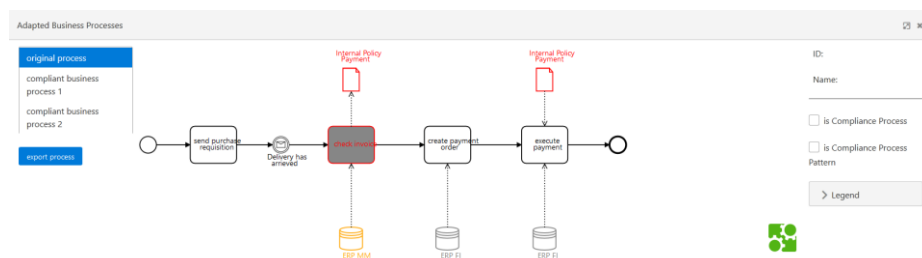 Adapted Business Processes
original process
compliant business
process 1
compliant business
process 2
export process
Internal Policy
Payment
Internal Policy
Payment
send purchase
requisition
Delivery has
arrieved
check invoice
create payment
order
execute
payment
ERP MM
ERP FI
ERP FI
ID:
Name:
is Compliance Process
is Compliance Process
Pattern
Legend